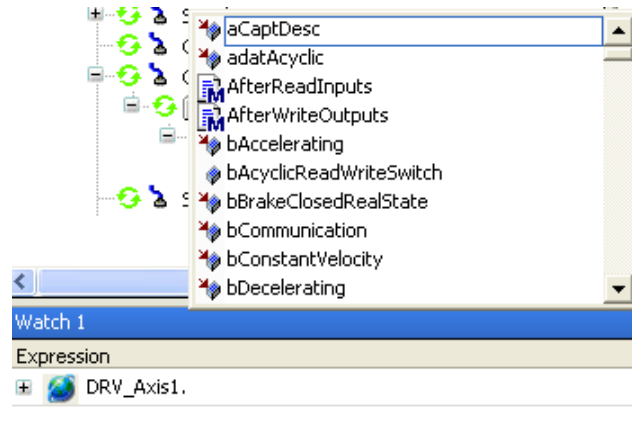 aCaptDesc
adatAcyclic
AfterReadInputs
AfterWriteOutputs
bAccelerating
bAcyclicReadWriteSwitch
bBrakeClosedRealState
bCommunication
bConstantVelocity
bDecelerating
Watch 1
Expression
DRV_Axis1.